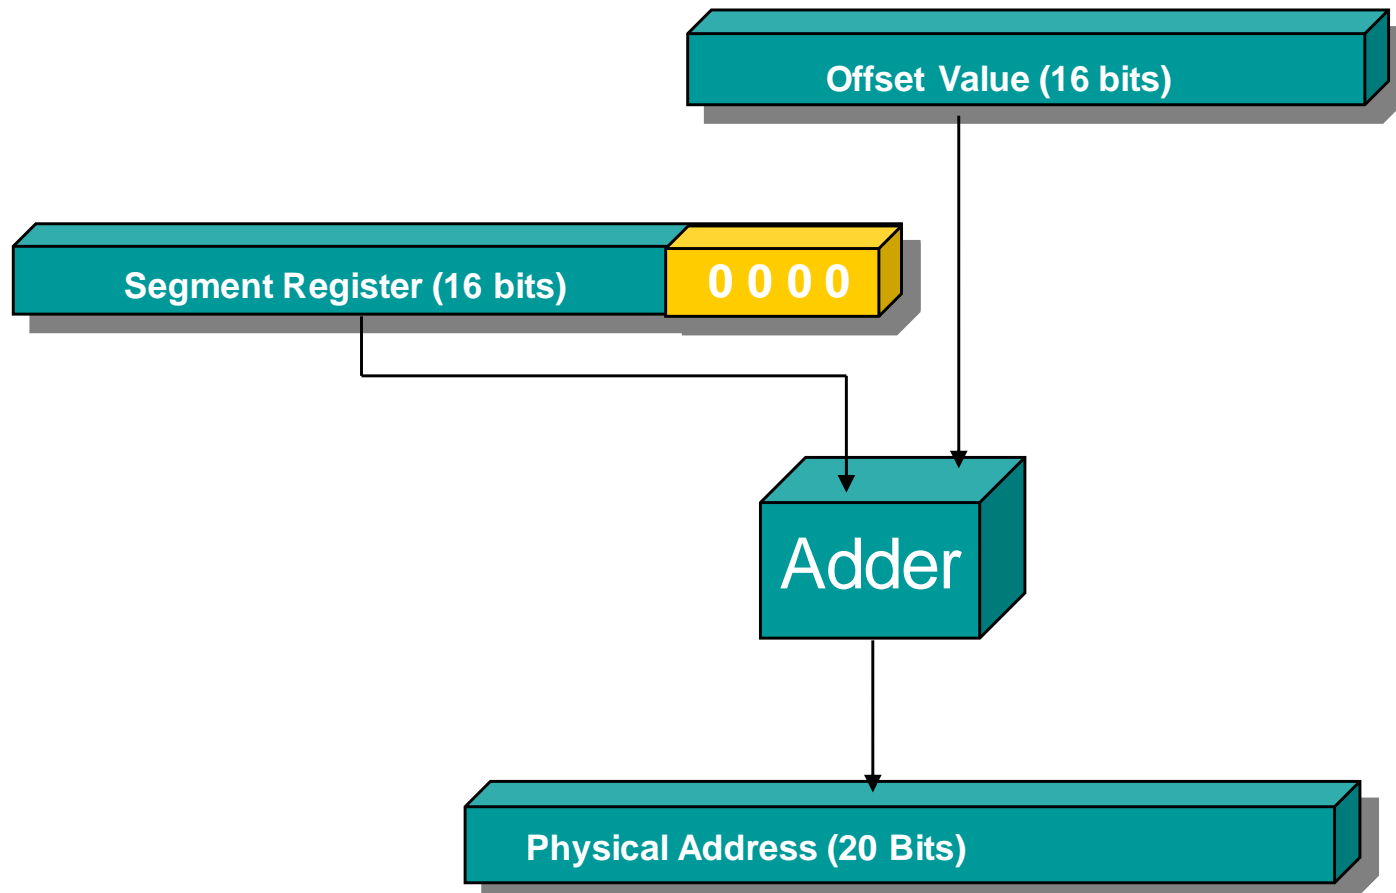 Offset Value (16 bits)
Segment Register (16 bits)
0 0 0 0
Adder
Physical Address (20 Bits)